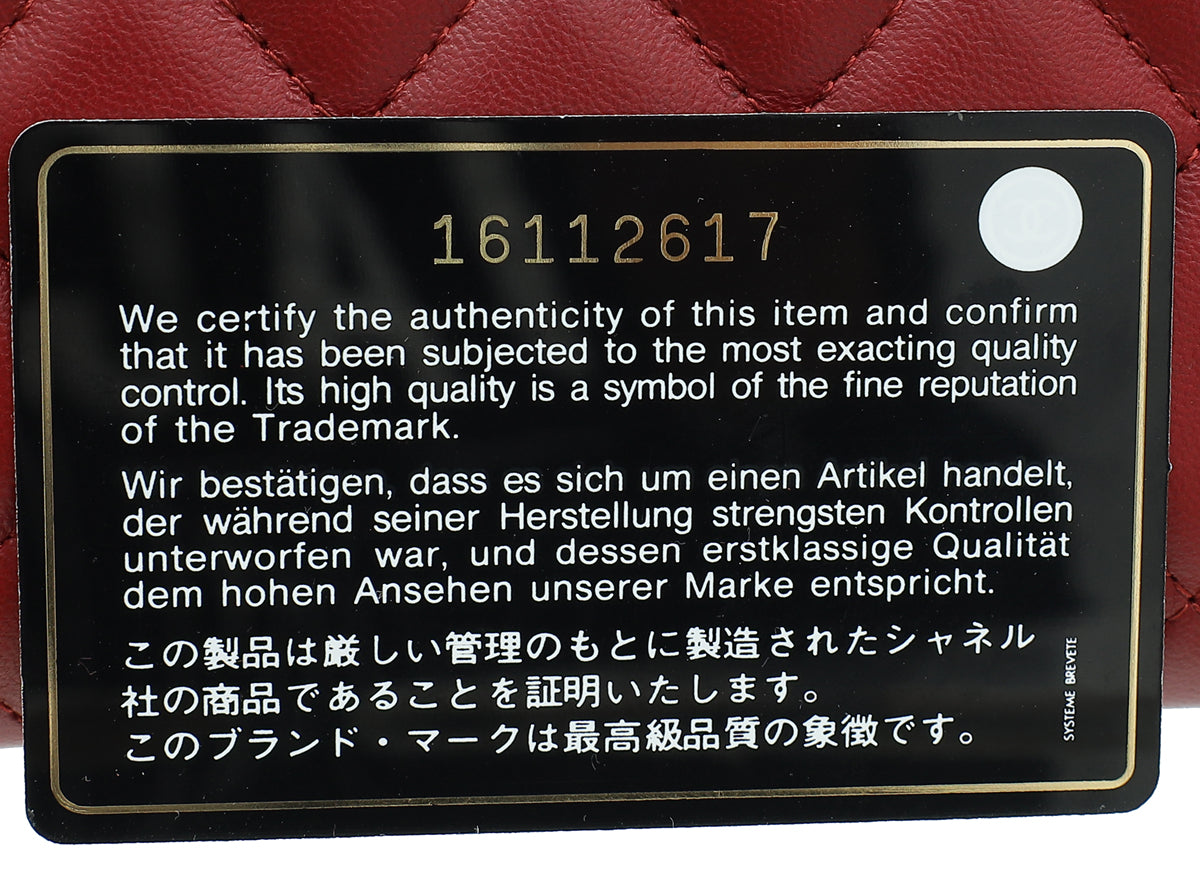 16112617
We certify the authenticity of this item and confirm
that it has been subjected to the most exacting quality
control. Its high quality is a symbol of the fine reputation
of the Trademark.
Wir bestätigen, dass es sich um einen Artikel handelt,
der während seiner Herstellung strengsten Kontrollen
unterworfen war, und dessen erstklassige Qualität
dem hohen Ansehen unserer Marke entspricht.
この製品は厳しい管理のもとに製造されたシャネル
社の商品であることを証明いたします。
このブランド・マークは最高級品質の象徴です。
SYSTEME BREVETE